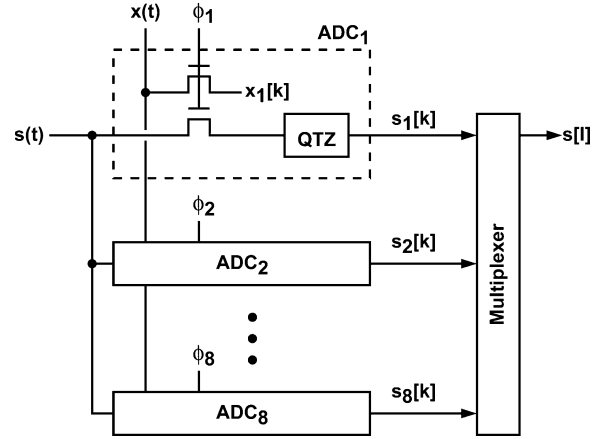 x(t) ϕ1
ADC1
x1[k]
s(t) QTZ s1[k] s[l]
ϕ2
ADC2 s2[k]
Multiplexer
ϕ8
ADC8 s8[k]